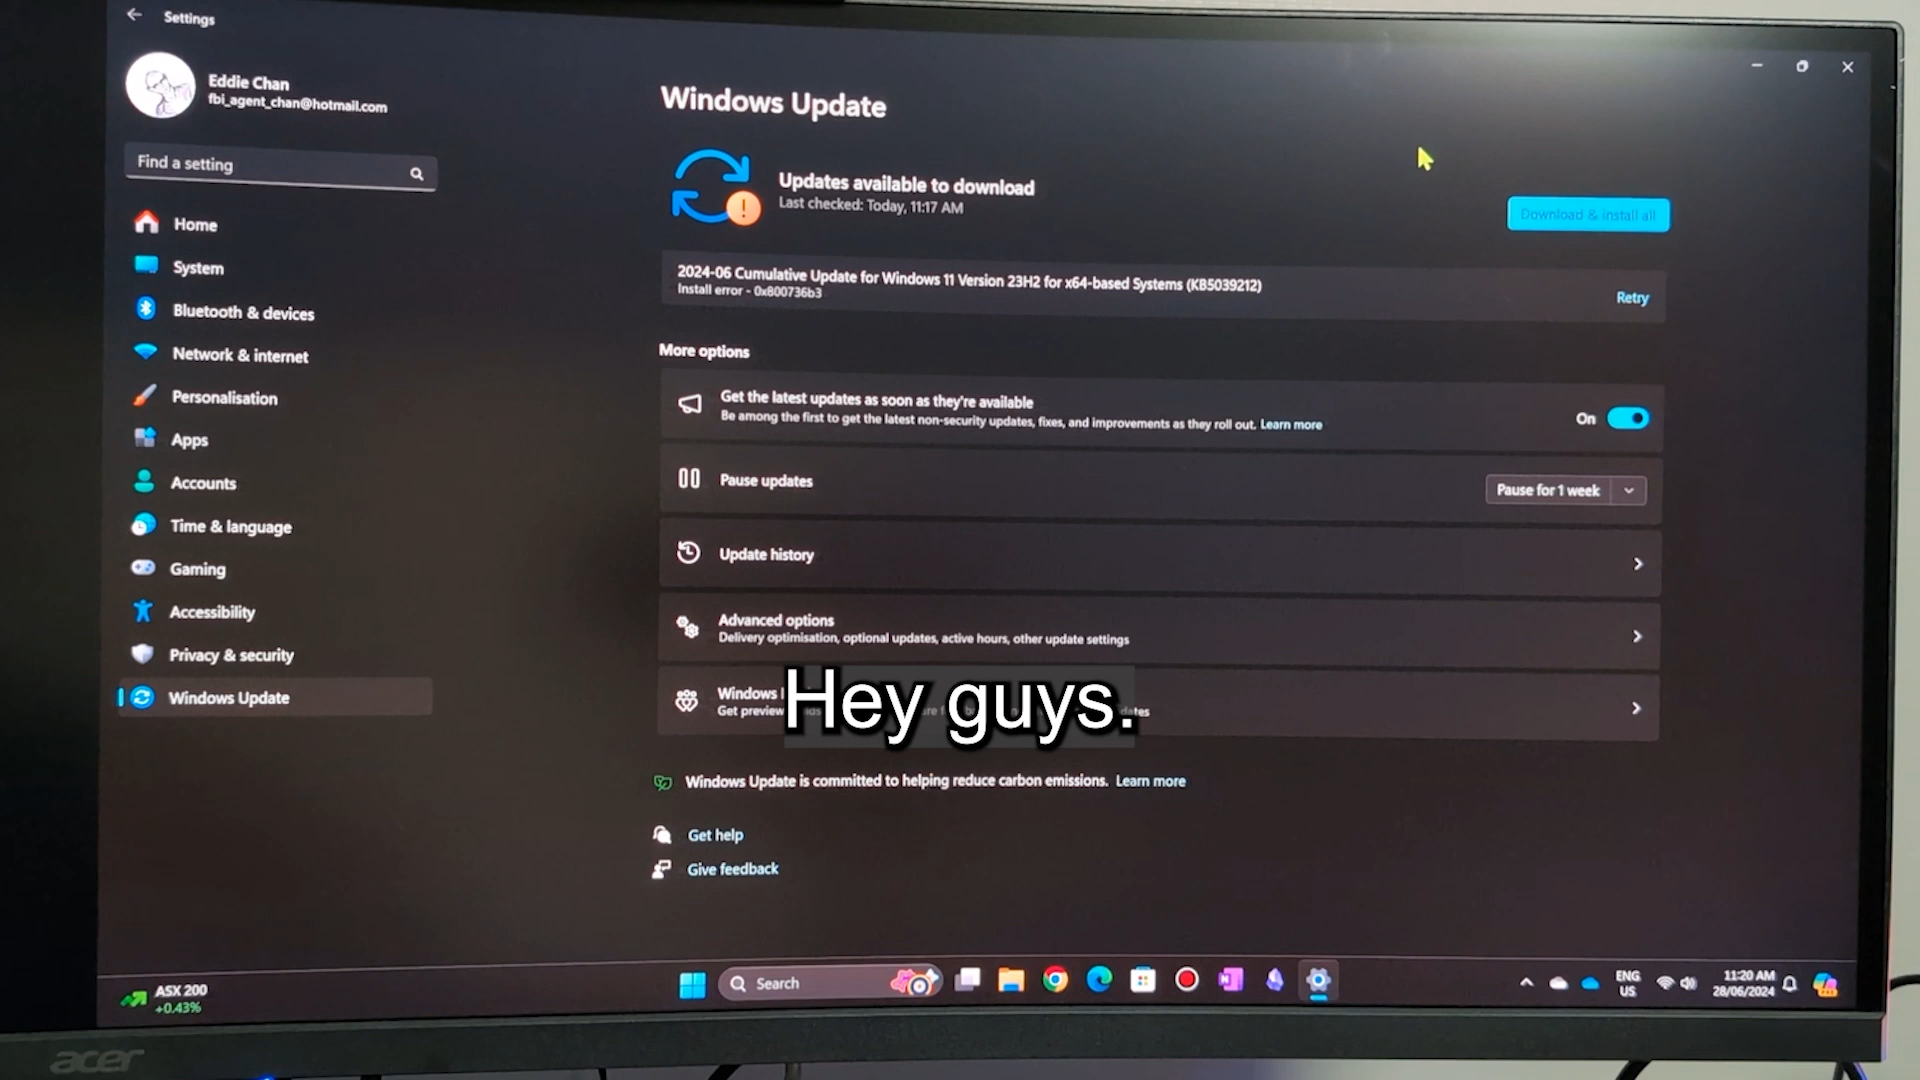 Settings
Eddie Chan
fbi_agent_chan@hotmail.com
Find a setting
Home
System
Bluetooth & devices
Network & internet
Personalisation
Apps
Accounts
Time & language
Gaming
Accessibility
Privacy & security
Windows Update
Windows Update
Updates available to download
Last checked: Today, 11:17 AM
Download & install all
2024-06 Cumulative Update for Windows 11 Version 23H2 for x64-based Systems (KB5039212)
Install error - 0x800736b3
Retry
More options
Get the latest updates as soon as they're available
Be among the first to get the latest non-security updates, fixes, and improvements as they roll out. Learn more
On
Pause updates
Pause for 1 week
Update history
Advanced options
Delivery optimisation, optional updates, active hours, other update settings
Windows
Get preview
Hey guys.
Windows Update is committed to helping reduce carbon emissions. Learn more
Get help
Give feedback
ASX 200
+0.43%
Search
ENG
US
11:20 AM
28/06/2024
acer